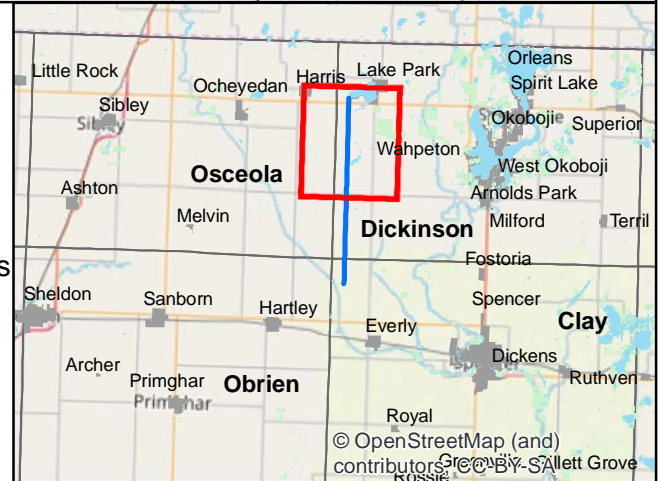 Orleans
Little Rock
Harris
Lake Park
Ocheyedan
Spirit Lake
Sibley
Sibley
Okoboji
Superior
Wahpeton
West Okoboji
Osceola
Ashton
Arnolds Park
Melvin
Dickinson
Milford
Terril
Fostoria
S
Sheldon
Sanborn
Hartley
Spencer
Everly
Clay
Dickens
Archer
Primghar
Obrien
Ruthven
Primghar
Royal
© OpenStreetMap (and)
contributors, CC-BY-SA
Gillett Grove
Rossie